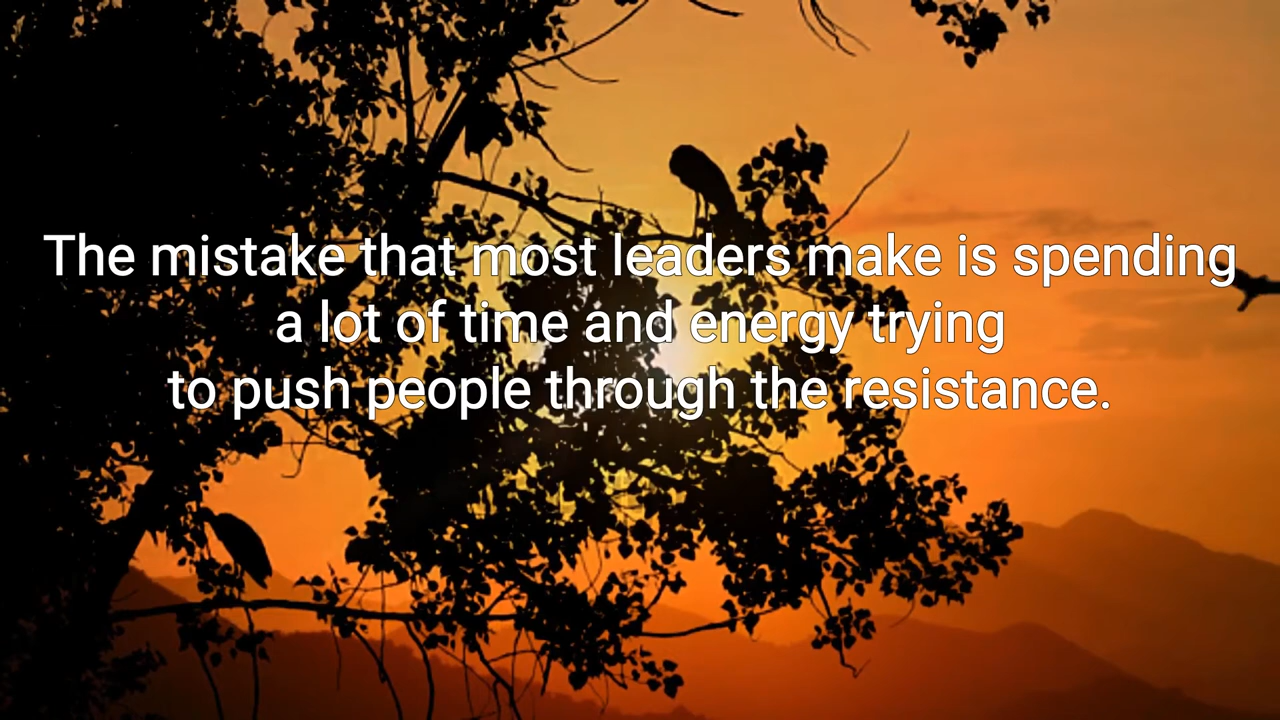 The mistake that most leaders make is spending
a lot of time and energy trying
to push people through the resistance.